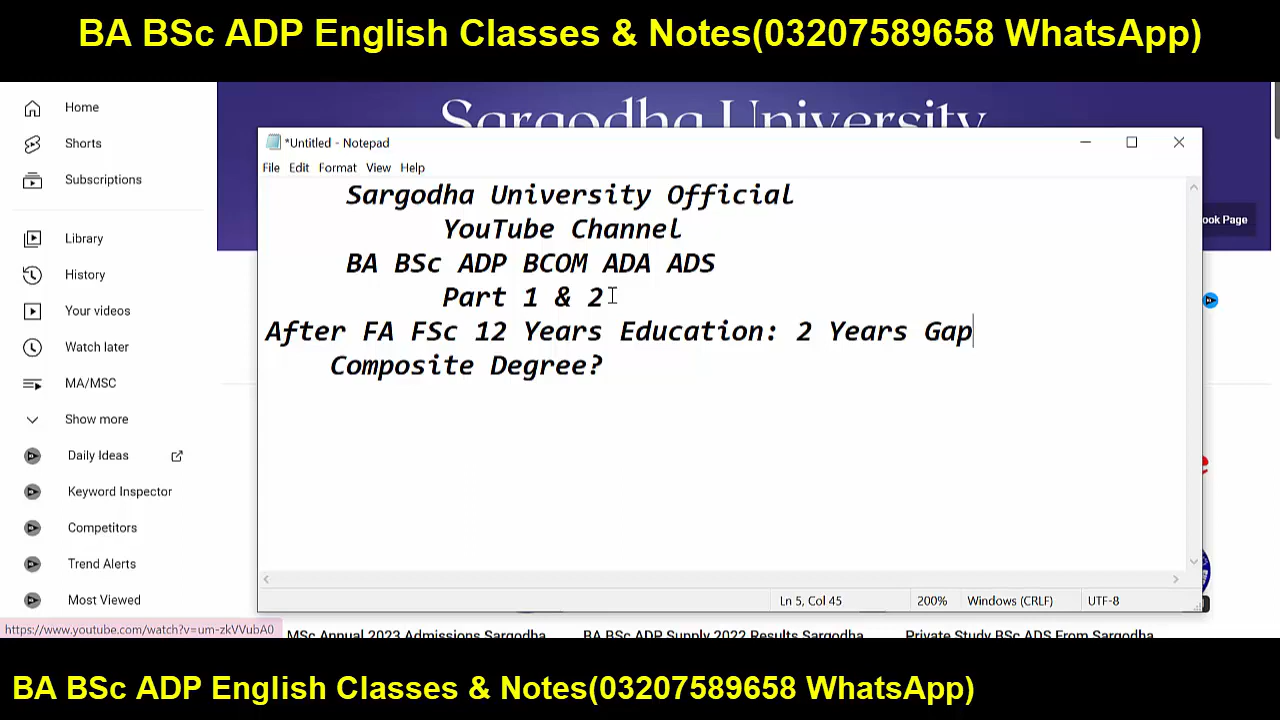 BA BSc ADP English Classes & Notes(03207589658 WhatsApp)
Sargodha University
Home
Shorts
Subscriptions
Library
History
Your videos
Watch later
MA/MSC
Show more
Daily Ideas
Keyword Inspector
Competitors
Trend Alerts
Most Viewed
https://www.youtube.com/watch?v=um-zkVVubA0
ook Page
*Untitled - Notepad
File Edit Format View Help
Sargodha University Official
YouTube Channel
BA BSc ADP BCOM ADA ADS
Part 1 & 2
After FA FSc 12 Years Education: 2 Years Gap
Composite Degree?
Ln 5, Col 45 200% Windows (CRLF) UTF-8
MSc Annual 2023 Admissions Sargodha BA BSc ADP Supply 2022 Results Sargodha Private Study BSc ADS From Sargodha
BA BSc ADP English Classes & Notes(03207589658 WhatsApp)